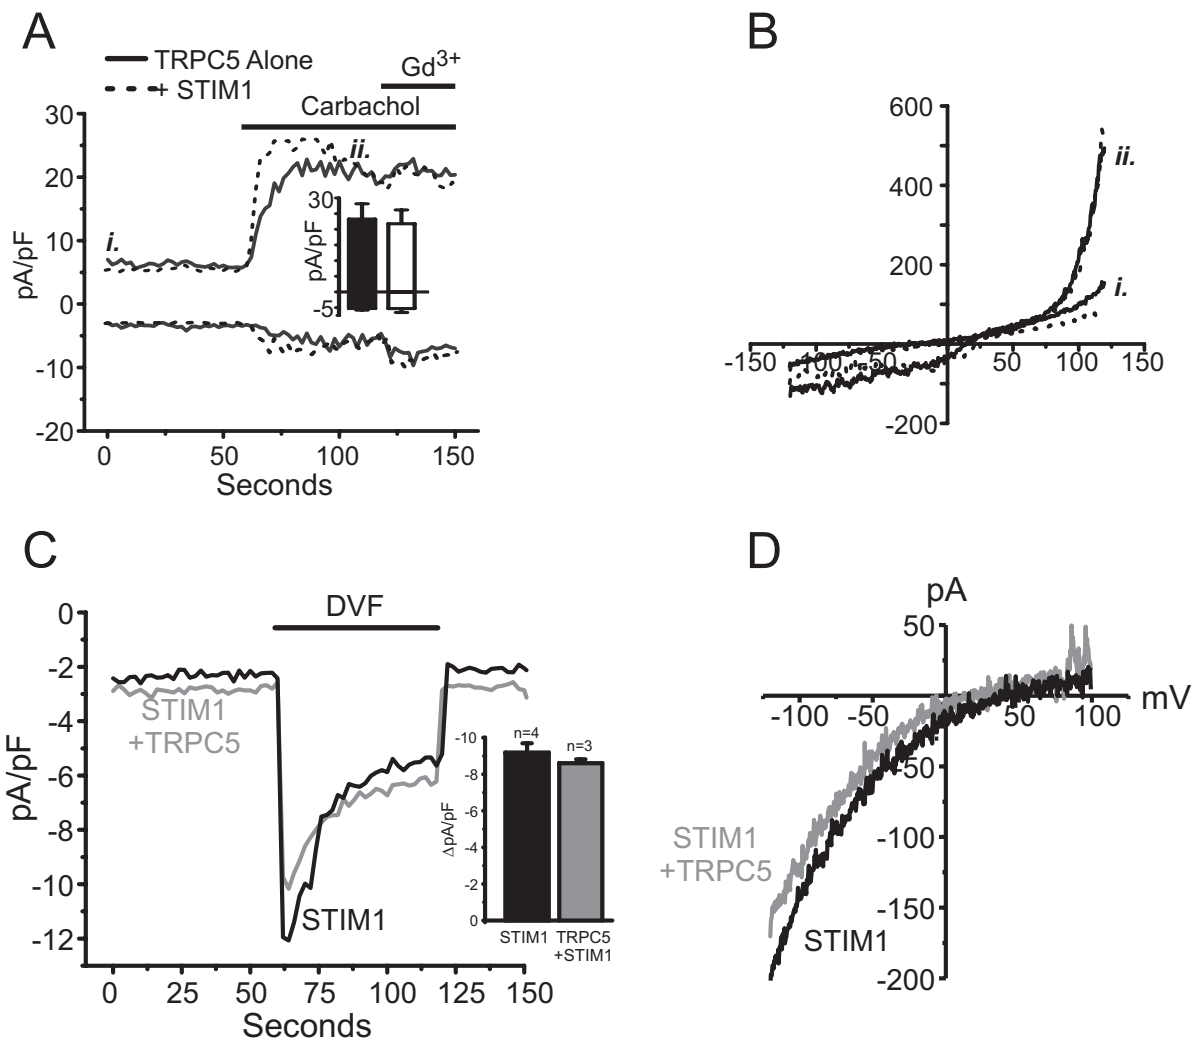 A
TRPC5 Alone
+ STIM1
Gd3+
Carbachol
30
20
10
0
-10
-20
pA/pF
i.
ii.
30
-5
pA/pF
0 50 100 150
Seconds
B
600
400
200
-200
-150 -100 -50 50 100 150
ii.
i.
C
DVF
0
-2
-4
-6
-8
-10
-12
pA/pF
STIM1
+TRPC5
STIM1
-10
-8
-6
-4
-2
0
ΔpA/pF
n=4 n=3
STIM1 TRPC5
+STIM1
0 25 50 75 100 125 150
Seconds
D
pA
50
-50
-100
-150
-200
-100 -50 50 100
mV
STIM1
+TRPC5
STIM1